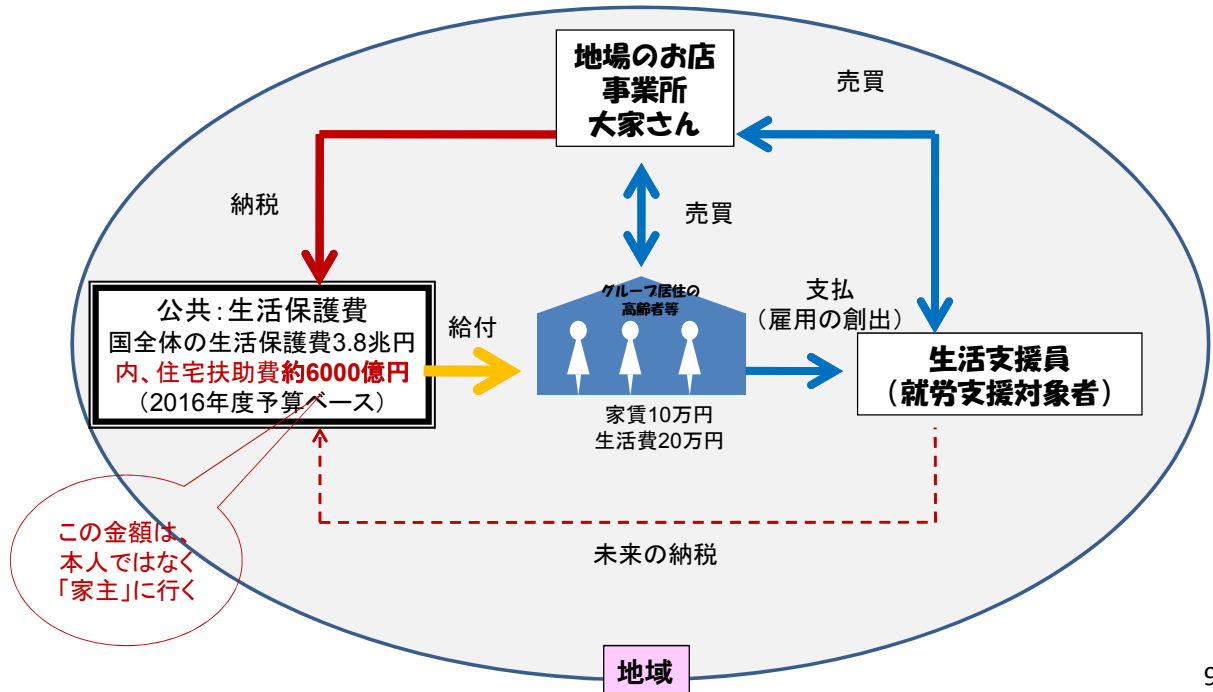 地場のお店
事業所
大家さん
売買
納税
売買
公共：生活保護費
国全体の生活保護費3.8兆円
内、住宅扶助費約6000億円
（2016年度予算ベース）
給付
グループ居住の
高齢者等
支払
（雇用の創出）
生活支援員
（就労支援対象者）
家賃10万円
生活費20万円
この金額は、
本人ではなく
「家主」に行く
未来の納税
地域
9